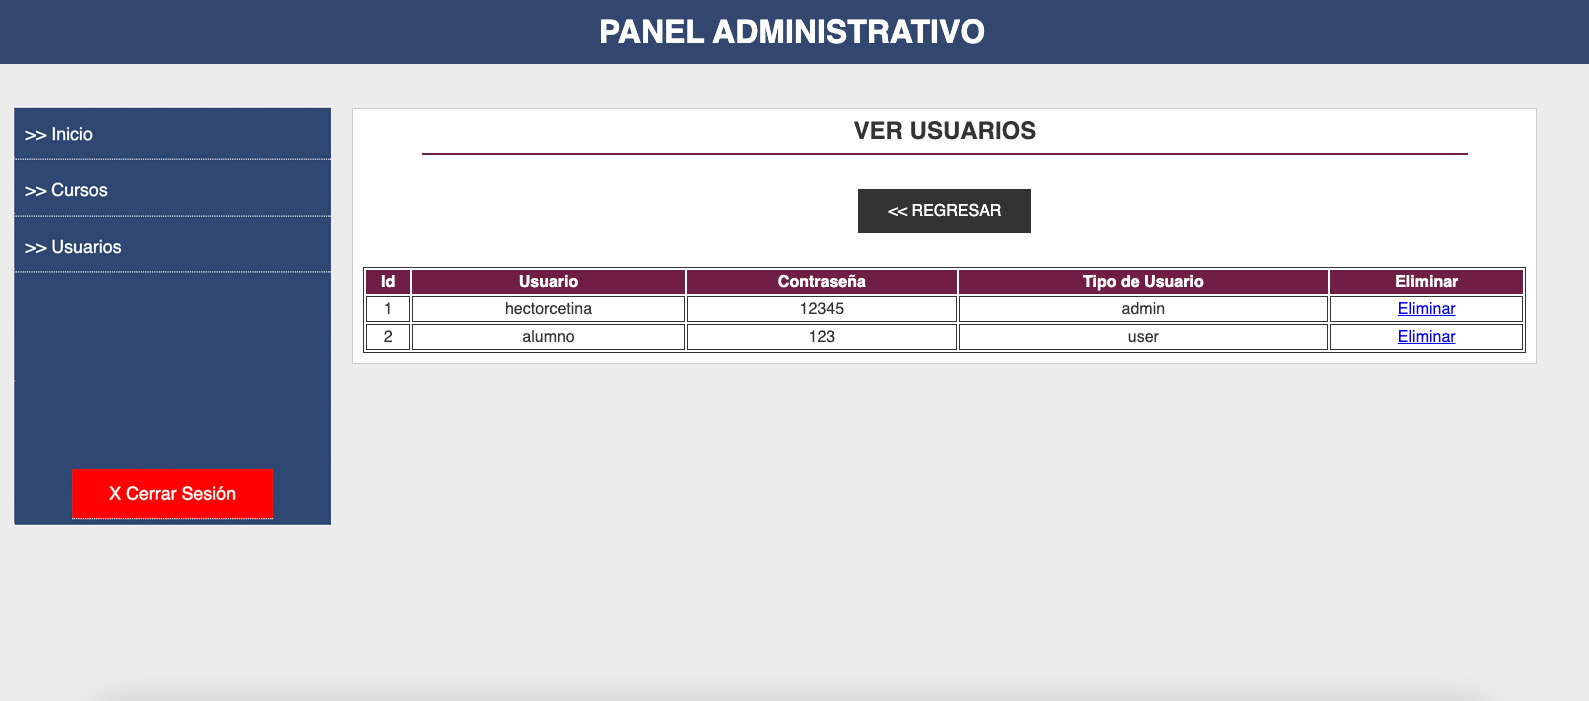 PANEL ADMINISTRATIVO
>> Inicio
>> Cursos
>> Usuarios
X Cerrar Sesión
VER USUARIOS
<< REGRESAR
Id Usuario Contraseña Tipo de Usuario Eliminar
1 hectorcetina 12345 admin Eliminar
2 alumno 123 user Eliminar